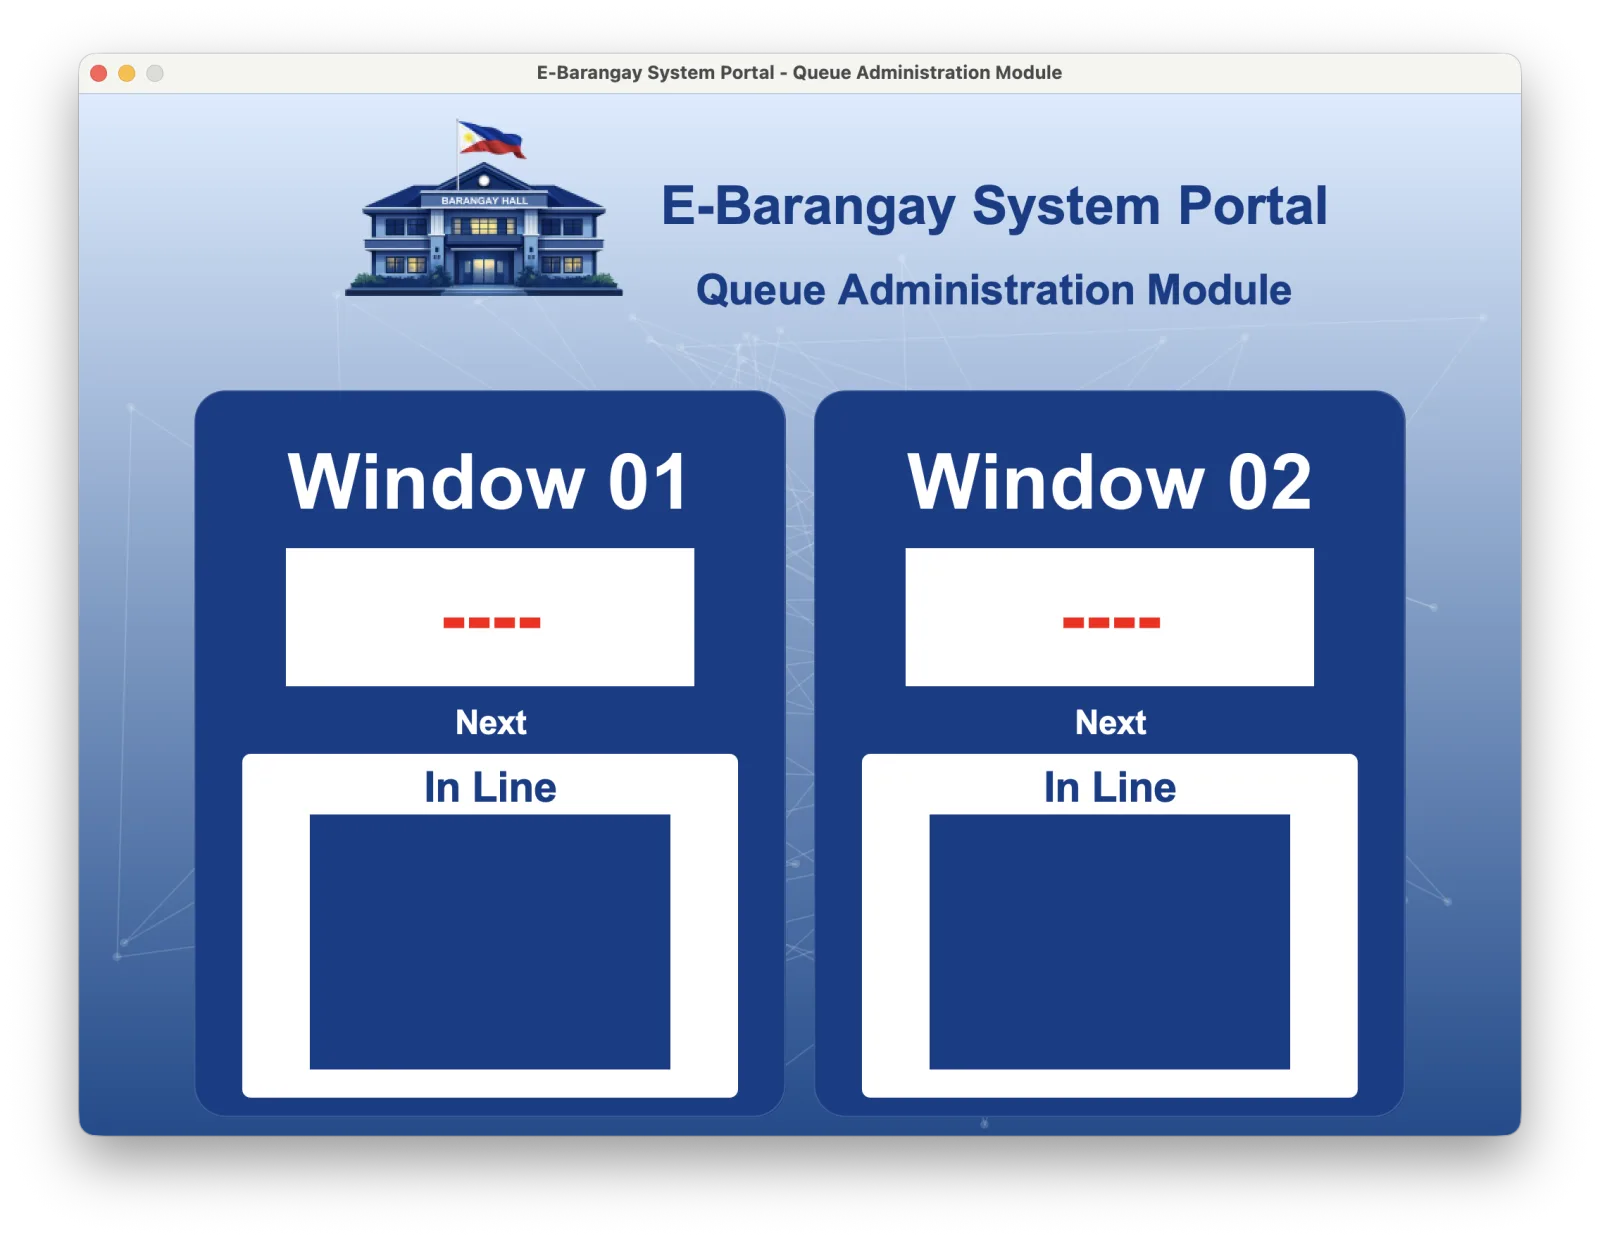 E-Barangay System Portal - Queue Administration Module
BARANGAY HALL
E-Barangay System Portal
Queue Administration Module
Window 01
----
Next
In Line
Window 02
----
Next
In Line